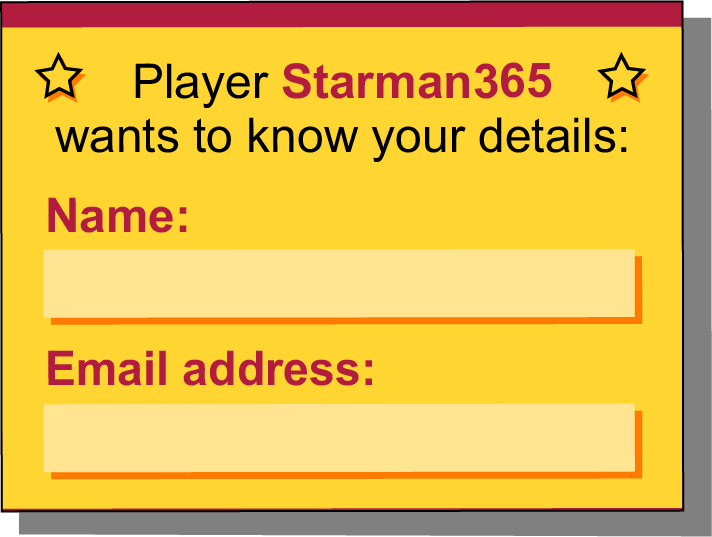 Player Starman365
wants to know your details:
Name:
Email address: